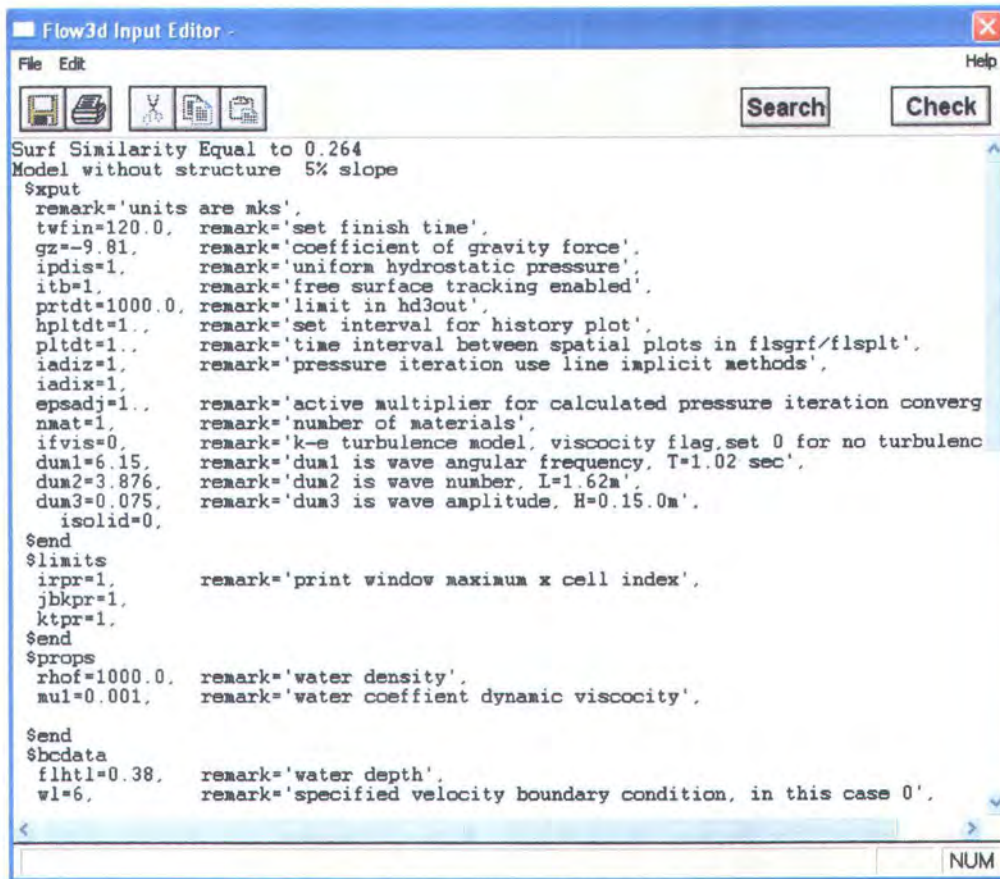 Flow3d Input Editor -
File Edit Help
Search Check
Surf Similarity Equal to 0.264
Model without structure 5% slope
$xput
remark='units are mks',
twfin=120.0, remark='set finish time',
gz=-9.81, remark='coefficient of gravity force',
ipdis=1, remark='uniform hydrostatic pressure',
itb=1, remark='free surface tracking enabled',
prtdt=1000.0, remark='limit in hd3out',
hpltdt=1., remark='set interval for history plot',
pltdt=1., remark='time interval between spatial plots in flsgrf/flsplt',
iadiz=1, remark='pressure iteration use line implicit methods',
iadix=1,
epsadj=1., remark='active multiplier for calculated pressure iteration converg
nmat=1, remark='number of materials',
ifvis=0, remark='k-e turbulence model, viscocity flag,set 0 for no turbulenc
dum1=6.15, remark='dum1 is wave angular frequency, T=1.02 sec',
dum2=3.876, remark='dum2 is wave number, L=1.62m',
dum3=0.075, remark='dum3 is wave amplitude, H=0.15.0m',
isolid=0,
$end
$limits
irpr=1, remark='print window maximum x cell index',
jbkpr=1,
ktpr=1,
$end
$props
rhof=1000.0, remark='water density',
mu1=0.001, remark='water coeffient dynamic viscocity',
$end
$bcdata
flhtl=0.38, remark='water depth',
wl=6, remark='specified velocity boundary condition, in this case 0',
NUM